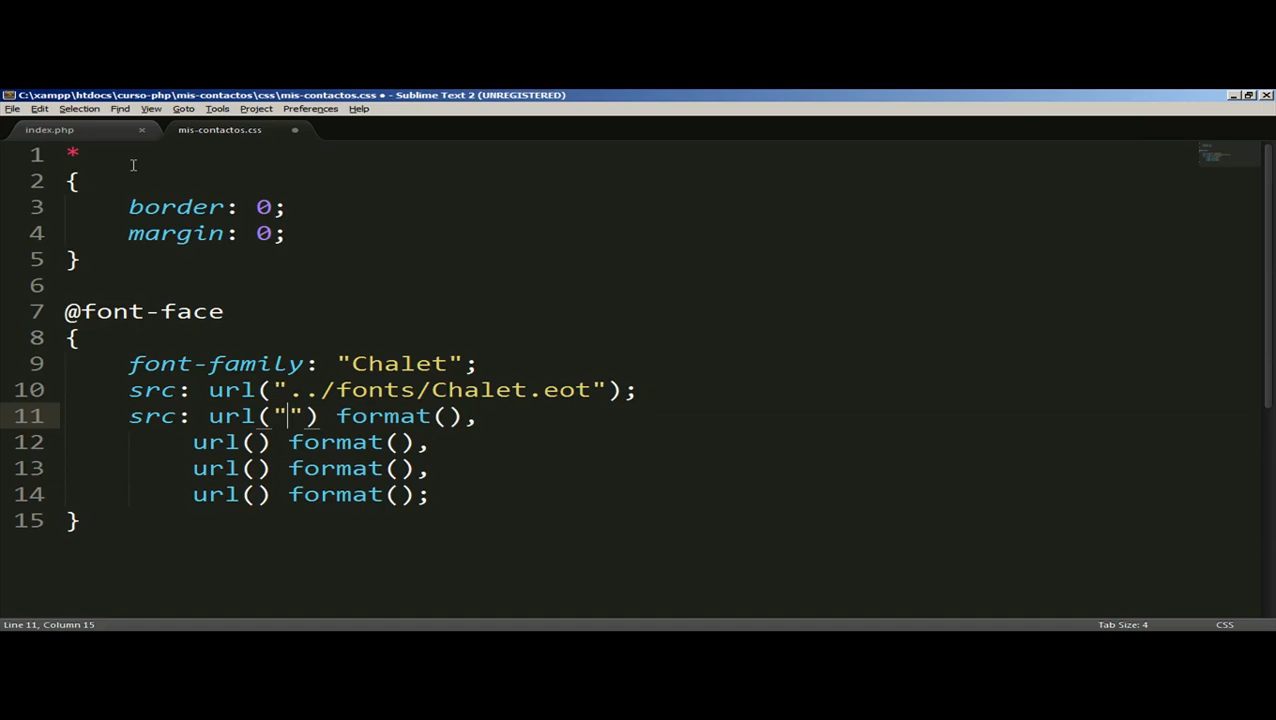 C:\xampp\htdocs\curso-php\mis-contactos\css\mis-contactos.css • - Sublime Text 2 (UNREGISTERED)
File Edit Selection Find View Goto Tools Project Preferences Help
index.php × mis-contactos.css
1 *
2 {
3 border: 0;
4 margin: 0;
5 }
6
7 @font-face
8 {
9 font-family: "Chalet";
10 src: url("../fonts/Chalet.eot");
11 src: url("") format(),
12 url() format(),
13 url() format(),
14 url() format();
15 }
Line 11, Column 15 Tab Size: 4 CSS